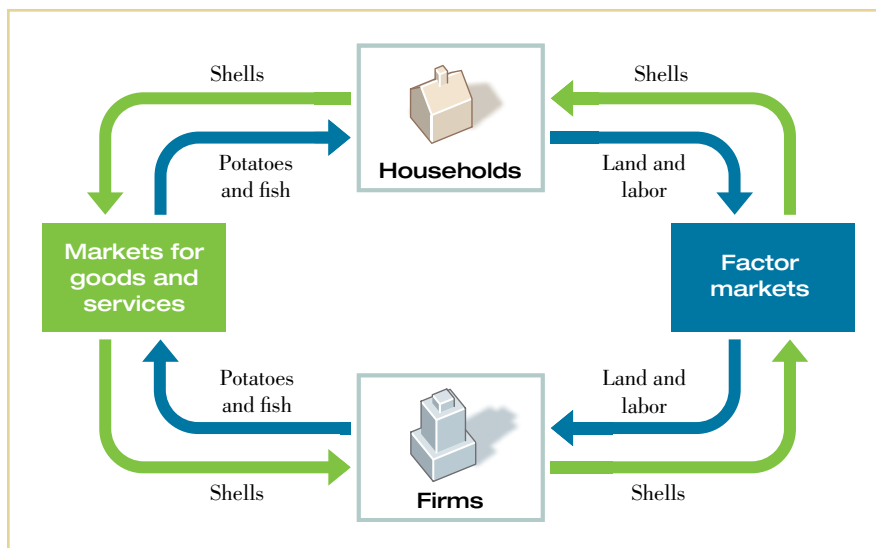 Shells
Shells
Potatoes
and fish
Households
Land and
labor
Markets for
goods and
services
Factor
markets
Potatoes
and fish
Land and
labor
Shells
Firms
Shells